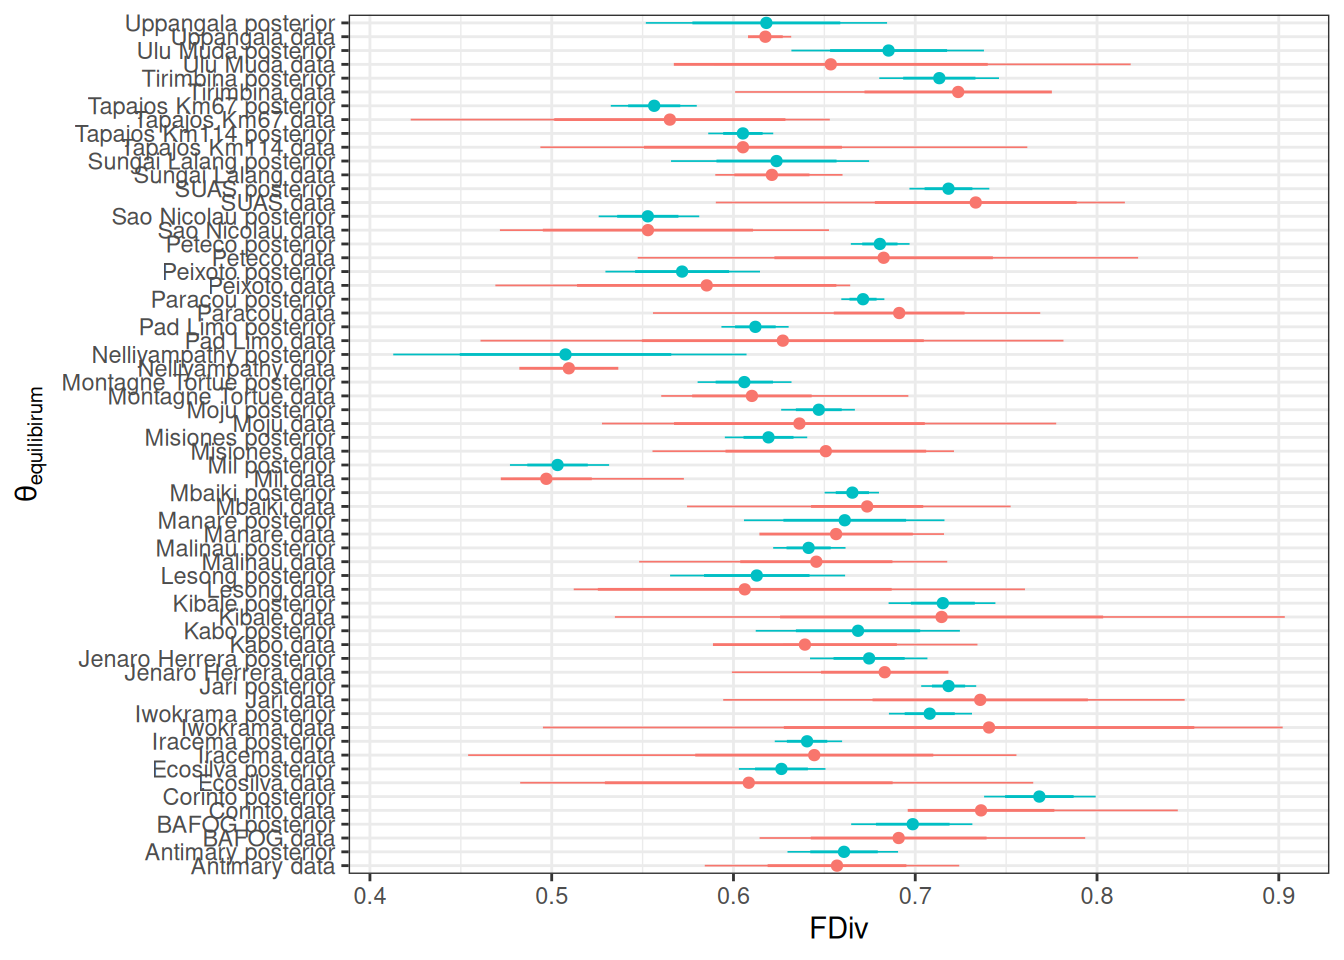 Uppangala posterior
Uppangala data
Ulu Muda posterior
Ulu Muda data
Tirimbina posterior
Tirimbina data
Tapajos Km67 posterior
Tapajos Km67 data
Tapajos Km114 posterior
Tapajos Km114 data
Sungai Lalang posterior
Sungai Lalang data
SUAS posterior
SUAS data
Sao Nicolau posterior
Sao Nicolau data
Peteco posterior
Peteco data
Peixoto posterior
Peixoto data
Paracou posterior
Paracou data
Pad Limo posterior
Pad Limo data
Nelliyampathy posterior
Nelliyampathy data
Montagne Tortue posterior
Montagne Tortue data
Moju posterior
Moju data
Misiones posterior
Misiones data
Mil posterior
Mil data
Mbaiki posterior
Mbaiki data
Manare posterior
Manare data
Malinau posterior
Malinau data
Lesong posterior
Lesong data
Kibale posterior
Kibale data
Kabo posterior
Kabo data
Jenaro Herrera posterior
Jenaro Herrera data
Jari posterior
Jari data
Iwokrama posterior
Iwokrama data
Iracema posterior
Iracema data
Ecosilva posterior
Ecosilva data
Corinto posterior
Corinto data
BAFOG posterior
BAFOG data
Antimary posterior
Antimary data
θequilibirum
0.4 0.5 0.6 0.7 0.8 0.9
FDiv